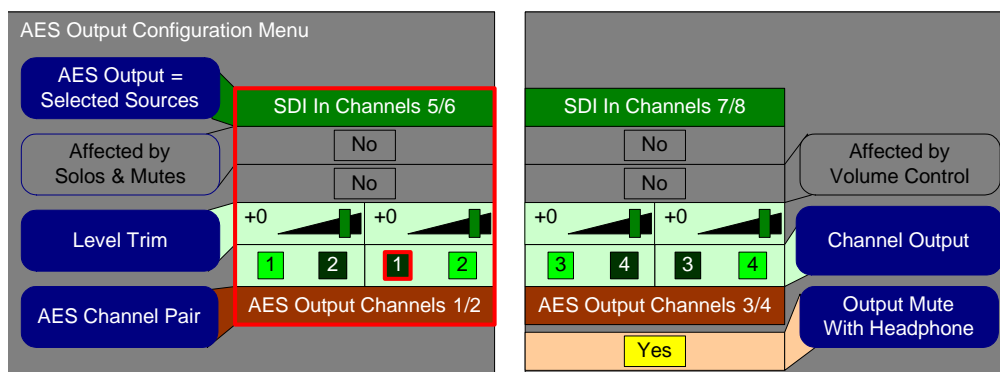 AES Output Configuration Menu
AES Output =
Selected Sources
SDI In Channels 5/6
SDI In Channels 7/8
Affected by
Solos & Mutes
No
No
No
No
Affected by
Volume Control
Level Trim
+0
+0
+0
+0
1
2
1
2
3
4
3
4
Channel Output
AES Channel Pair
AES Output Channels 1/2
AES Output Channels 3/4
Output Mute
With Headphone
Yes